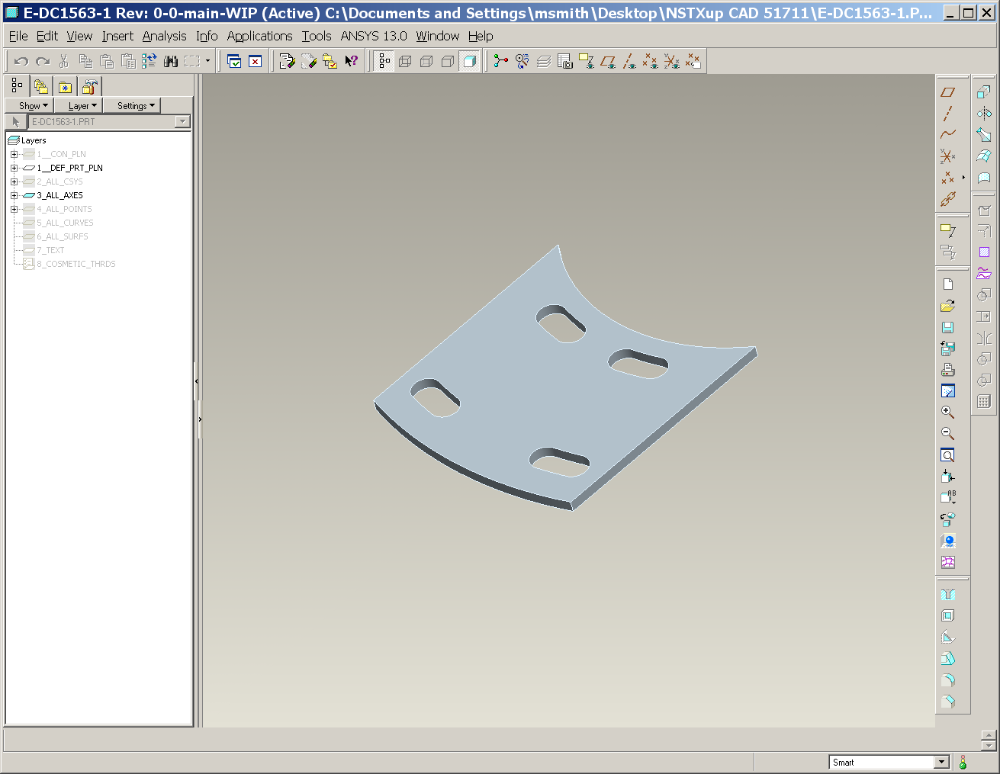 E-DC1563-1 Rev: 0-0-main-WIP (Active) C:\Documents and Settings\msmith\Desktop\NSTXup CAD 51711\E-DC1563-1.P...
File Edit View Insert Analysis Info Applications Tools ANSYS 13.0 Window Help
Show Layer Settings
E-DC1563-1.PRT
Layers
1__CON_PLN
1__DEF_PRT_PLN
2_ALL_CSYS
3_ALL_AXES
4_ALL_POINTS
5_ALL_CURVES
6_ALL_SURFS
7_TEXT
8_COSMETIC_THRDS
AB
Smart